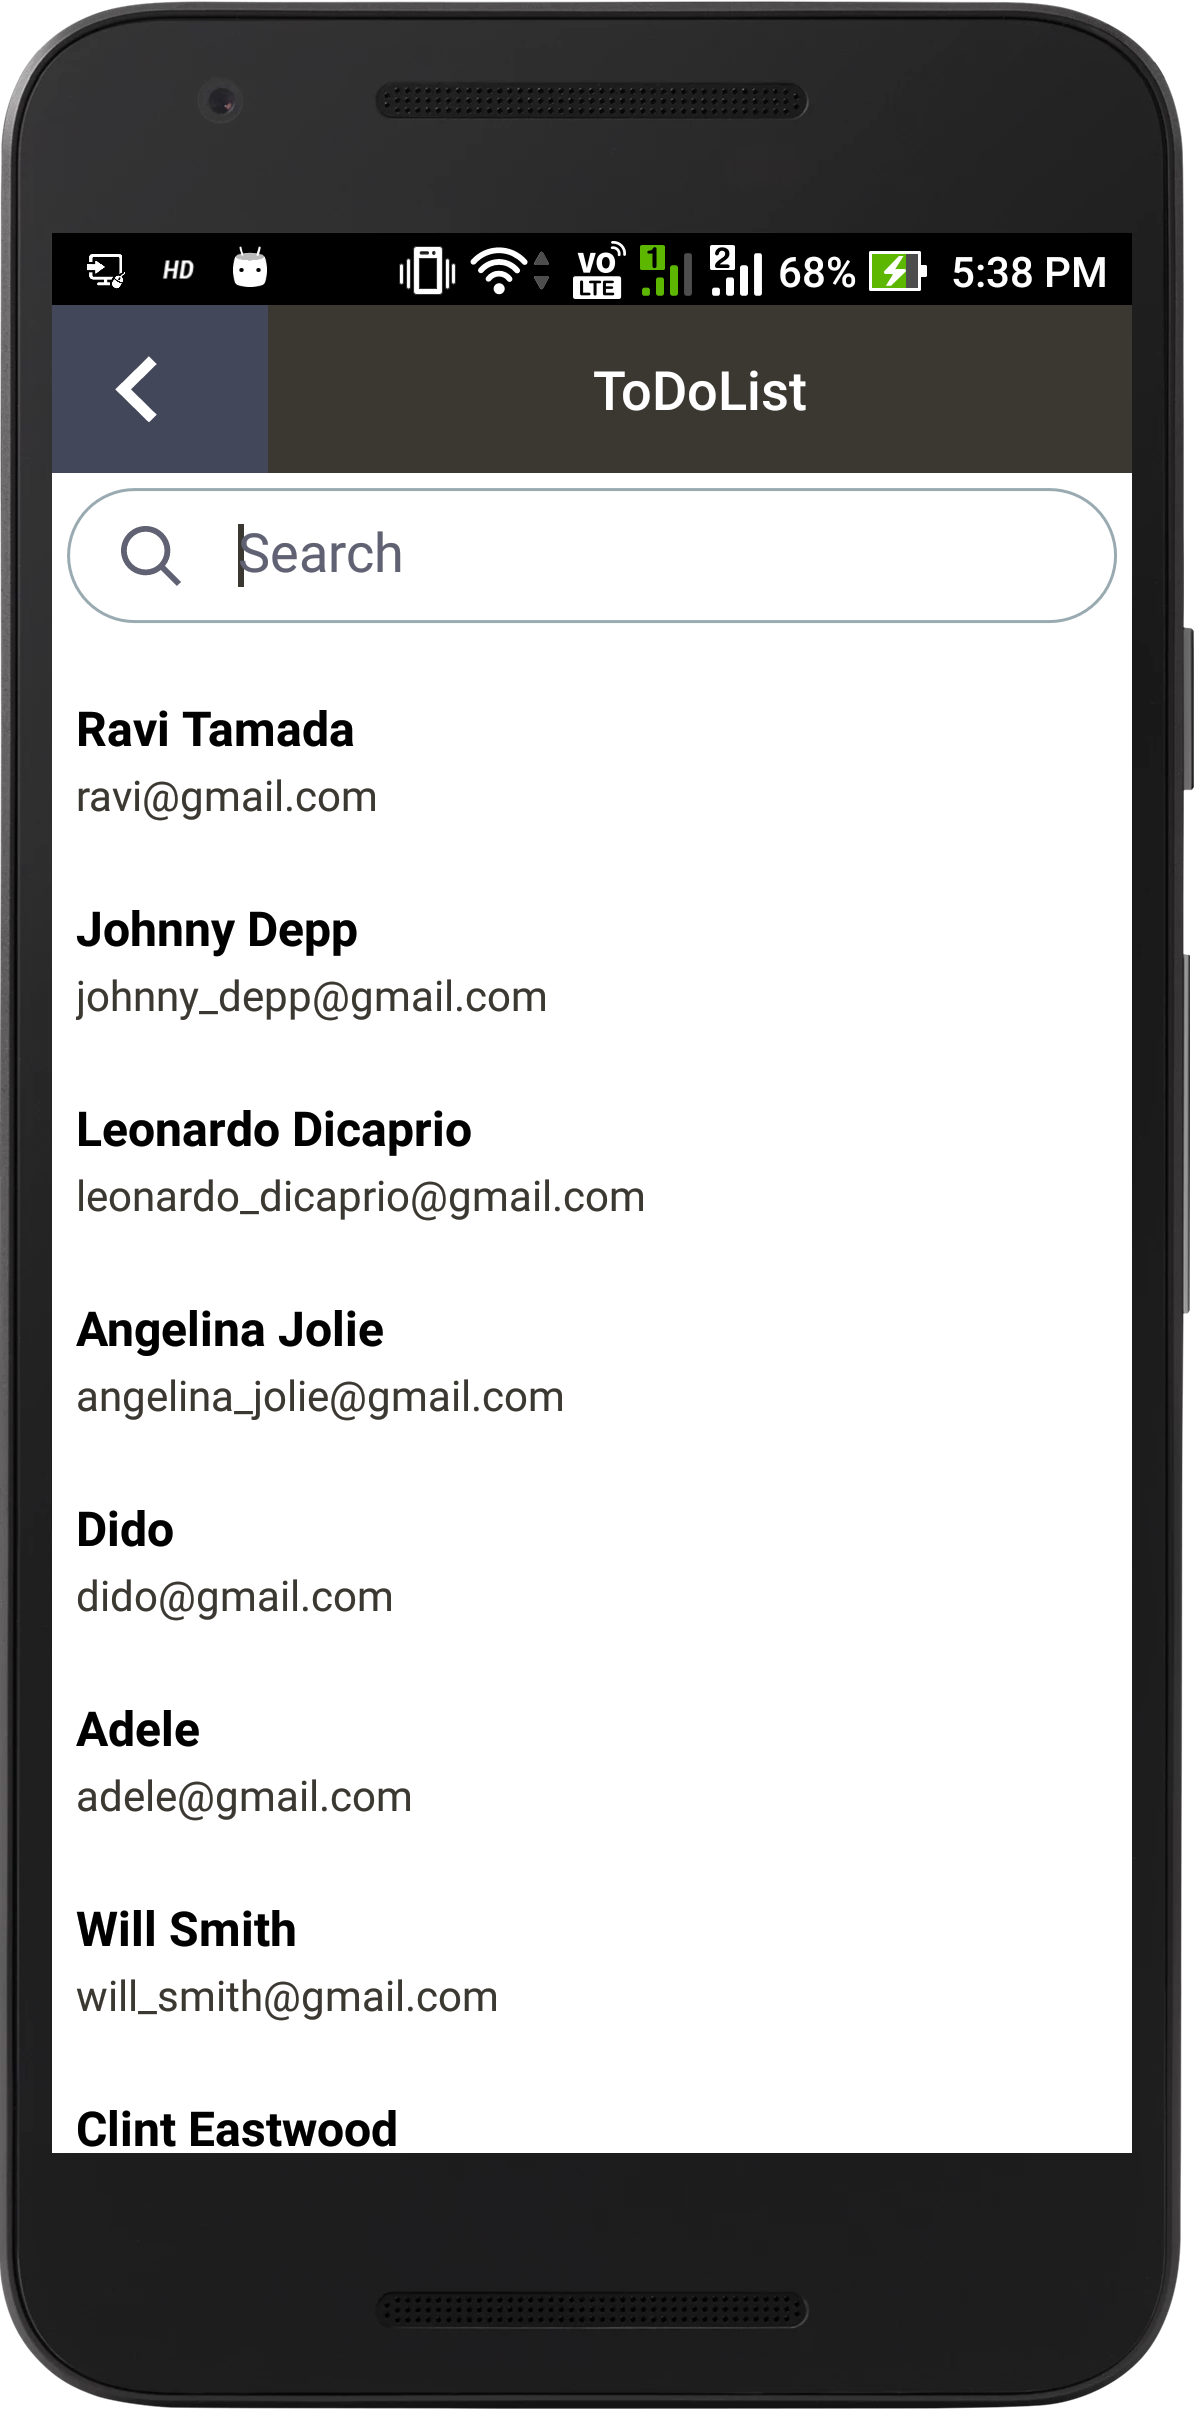 HD
VO
LTE
1
2
68%
5:38 PM
ToDoList
Search
Ravi Tamada
ravi@gmail.com
Johnny Depp
johnny_depp@gmail.com
Leonardo Dicaprio
leonardo_dicaprio@gmail.com
Angelina Jolie
angelina_jolie@gmail.com
Dido
dido@gmail.com
Adele
adele@gmail.com
Will Smith
will_smith@gmail.com
Clint Eastwood